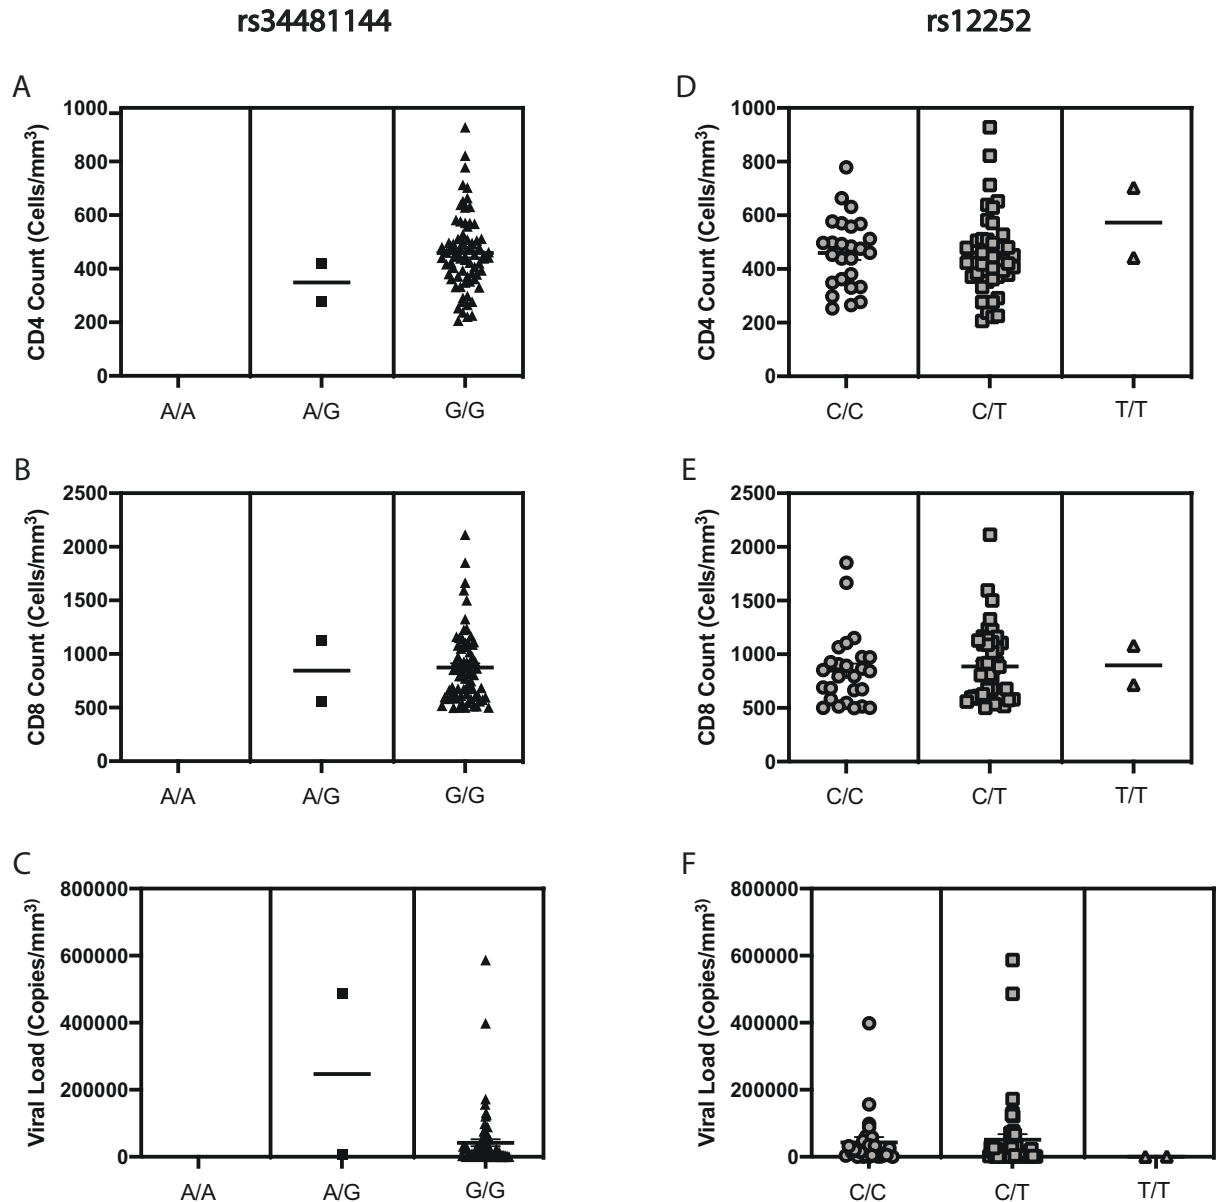 rs34481144
rs12252
A
CD4 Count (Cells/mm³)
1000
800
600
400
200
0
A/A
A/G
G/G
D
CD4 Count (Cells/mm³)
1000
800
600
400
200
0
C/C
C/T
T/T
B
CD8 Count (Cells/mm³)
2500
2000
1500
1000
500
0
A/A
A/G
G/G
E
CD8 Count (Cells/mm³)
2500
2000
1500
1000
500
0
C/C
C/T
T/T
C
Viral Load (Copies/mm³)
800000
600000
400000
200000
0
A/A
A/G
G/G
F
Viral Load (Copies/mm³)
800000
600000
400000
200000
0
C/C
C/T
T/T